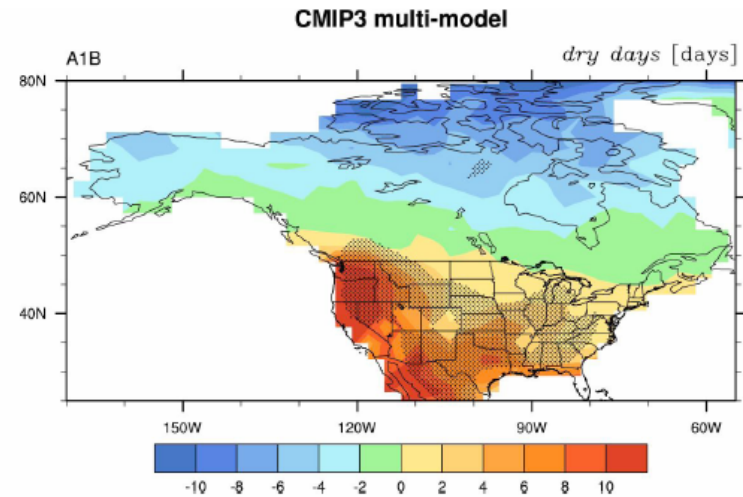 CMIP3 multi-model
A1B dry days [days]
80N
60N
40N
150W 120W 90W 60W
-10 -8 -6 -4 -2 0 2 4 6 8 10